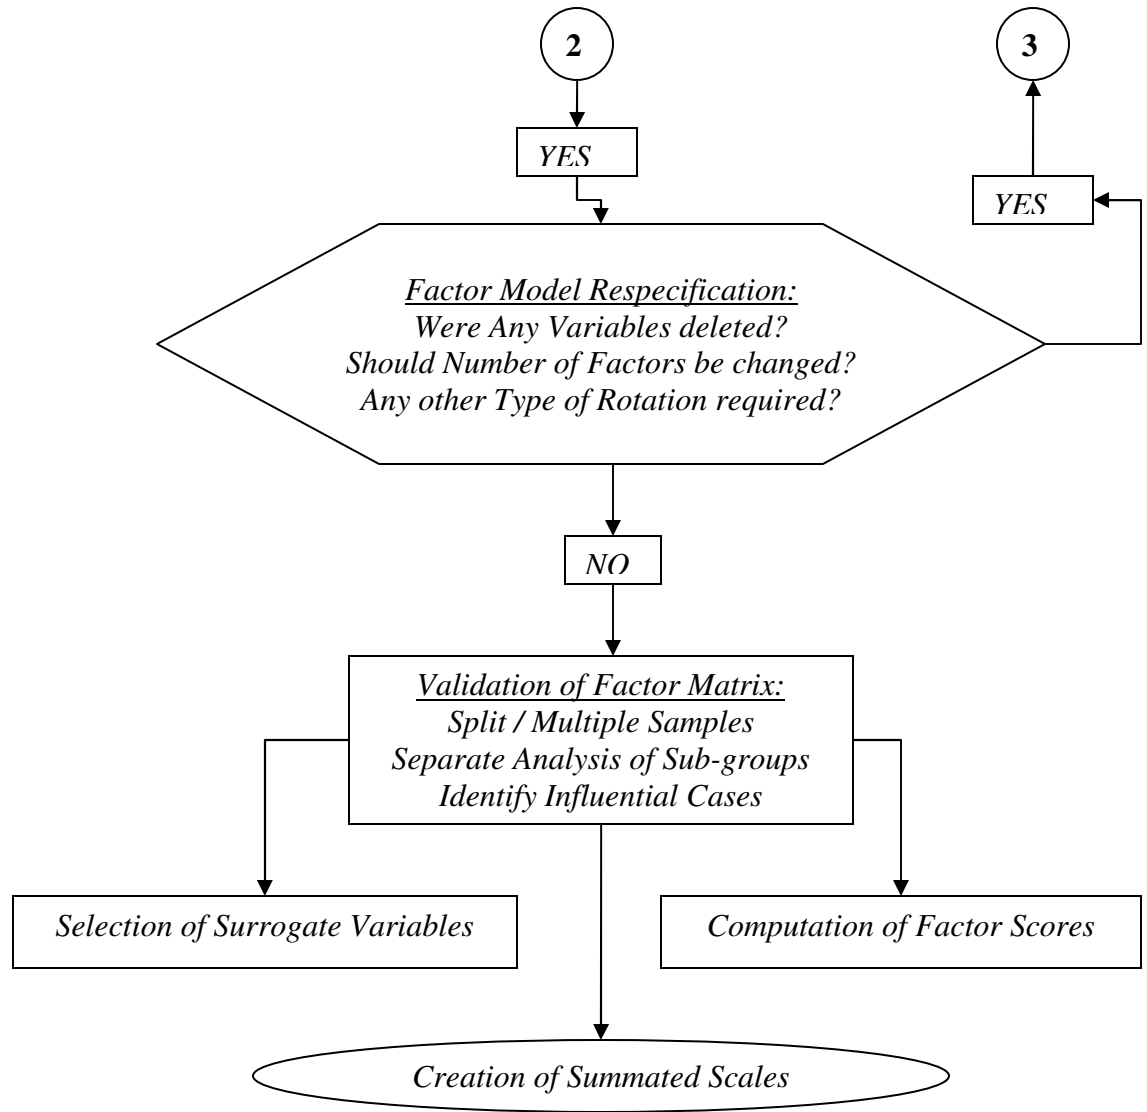 2
3
YES
YES
Factor Model Respecification:
Were Any Variables deleted?
Should Number of Factors be changed?
Any other Type of Rotation required?
NO
Validation of Factor Matrix:
Split / Multiple Samples
Separate Analysis of Sub-groups
Identify Influential Cases
Selection of Surrogate Variables
Computation of Factor Scores
Creation of Summated Scales